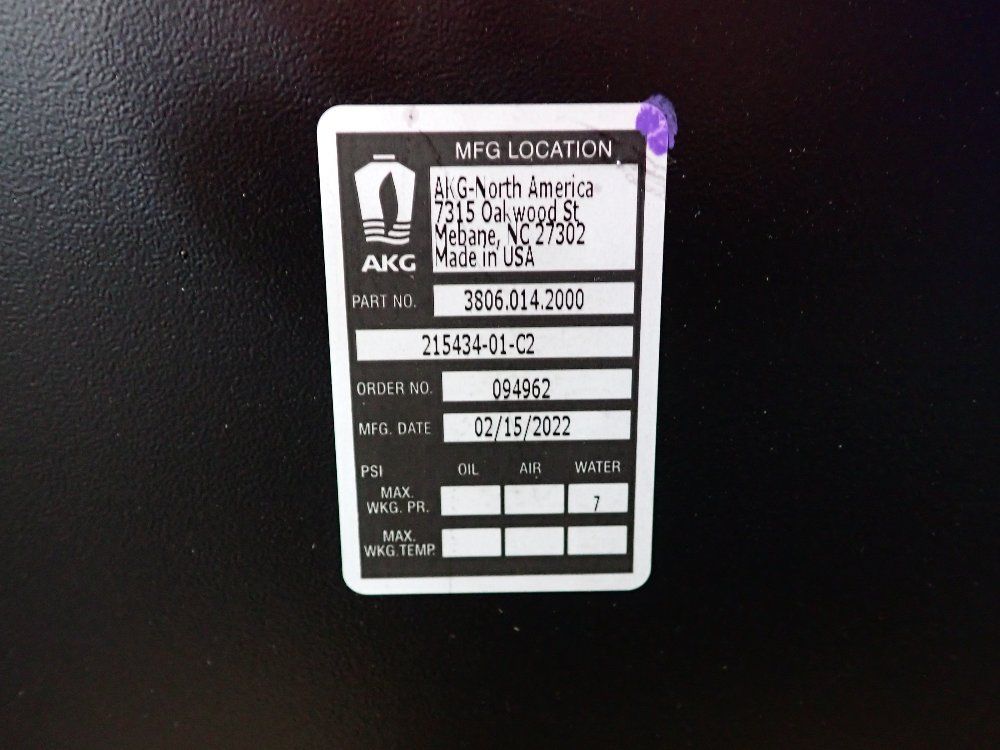 MFG LOCATION
AKG-North America
7315 Oakwood St
Mebane, NC 27302
Made in USA
AKG
PART NO. 3806.014.2000
215434-01-C2
ORDER NO. 094962
MFG. DATE 02/15/2022
PSI OIL AIR WATER
MAX.
WKG. PR. 7
MAX.
WKG.TEMP.